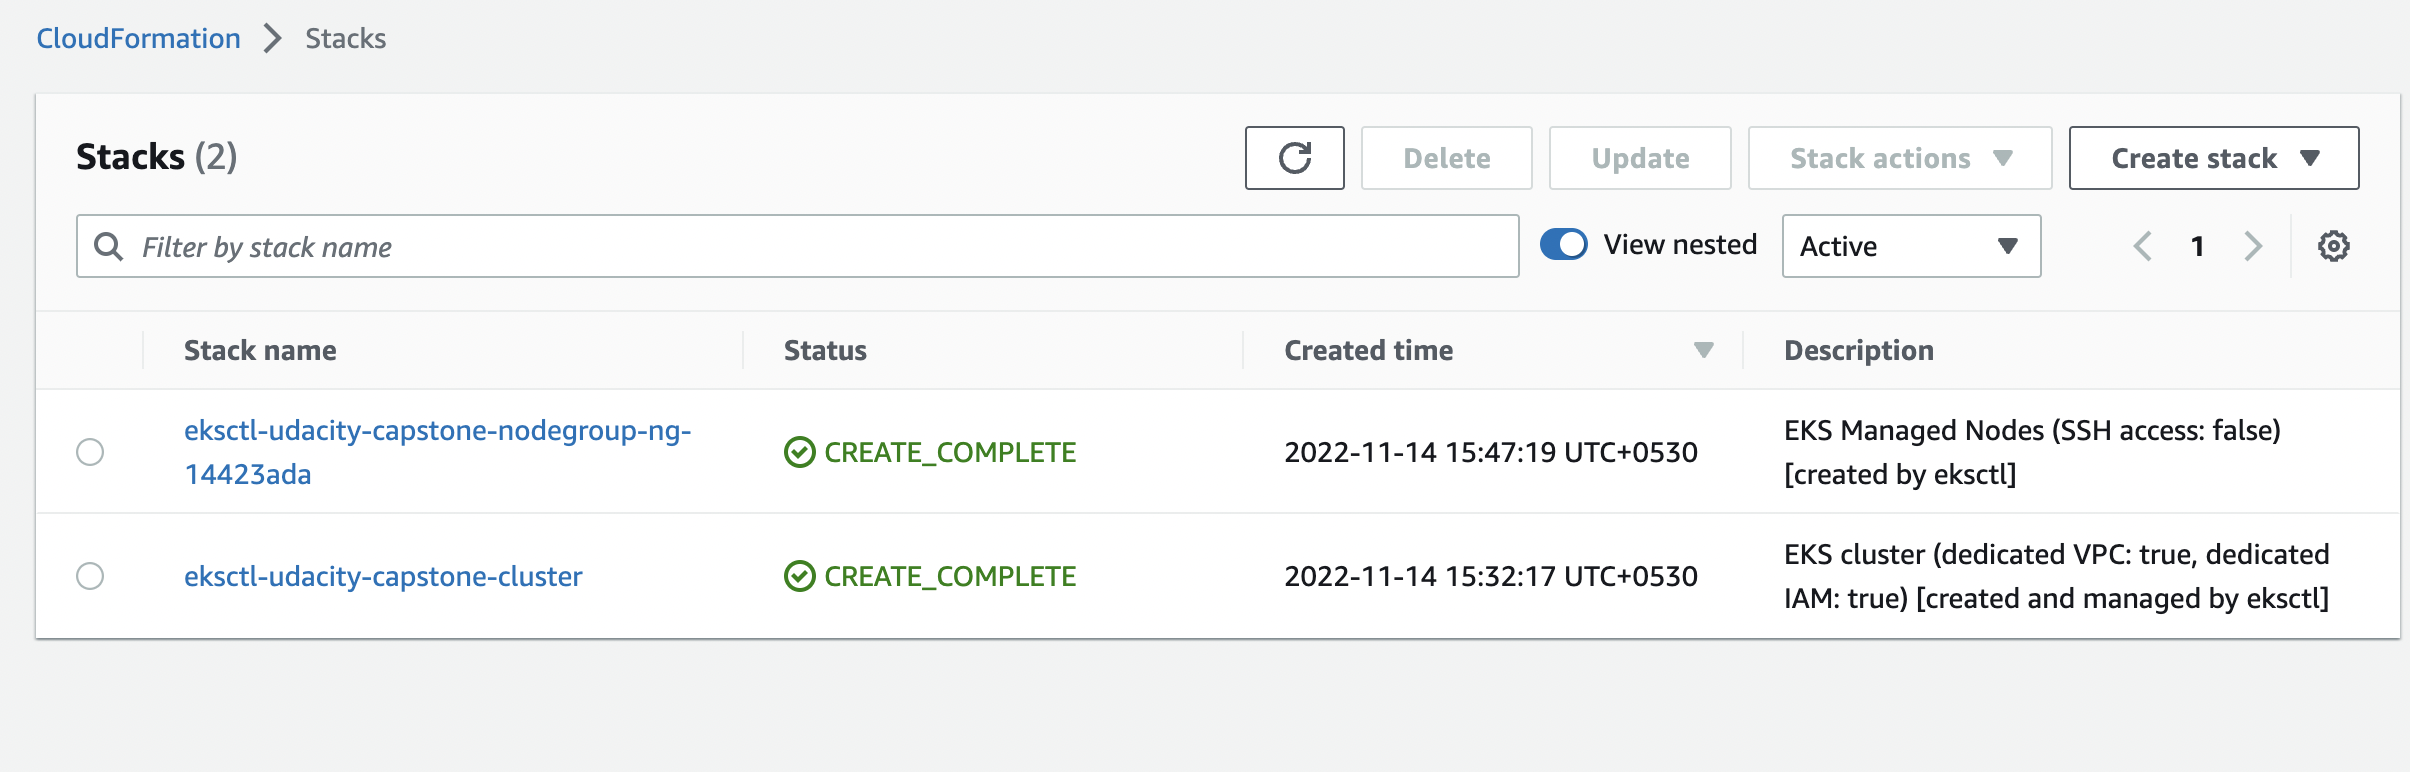 CloudFormation Stacks
Stacks (2)
Delete
Update
Stack actions
Create stack
Filter by stack name
View nested
Active
1
Stack name
Status
Created time
Description
eksctl-udacity-capstone-nodegroup-ng-
14423ada
CREATE_COMPLETE
2022-11-14 15:47:19 UTC+0530
EKS Managed Nodes (SSH access: false)
[created by eksctl]
eksctl-udacity-capstone-cluster
CREATE_COMPLETE
2022-11-14 15:32:17 UTC+0530
EKS cluster (dedicated VPC: true, dedicated
IAM: true) [created and managed by eksctl]